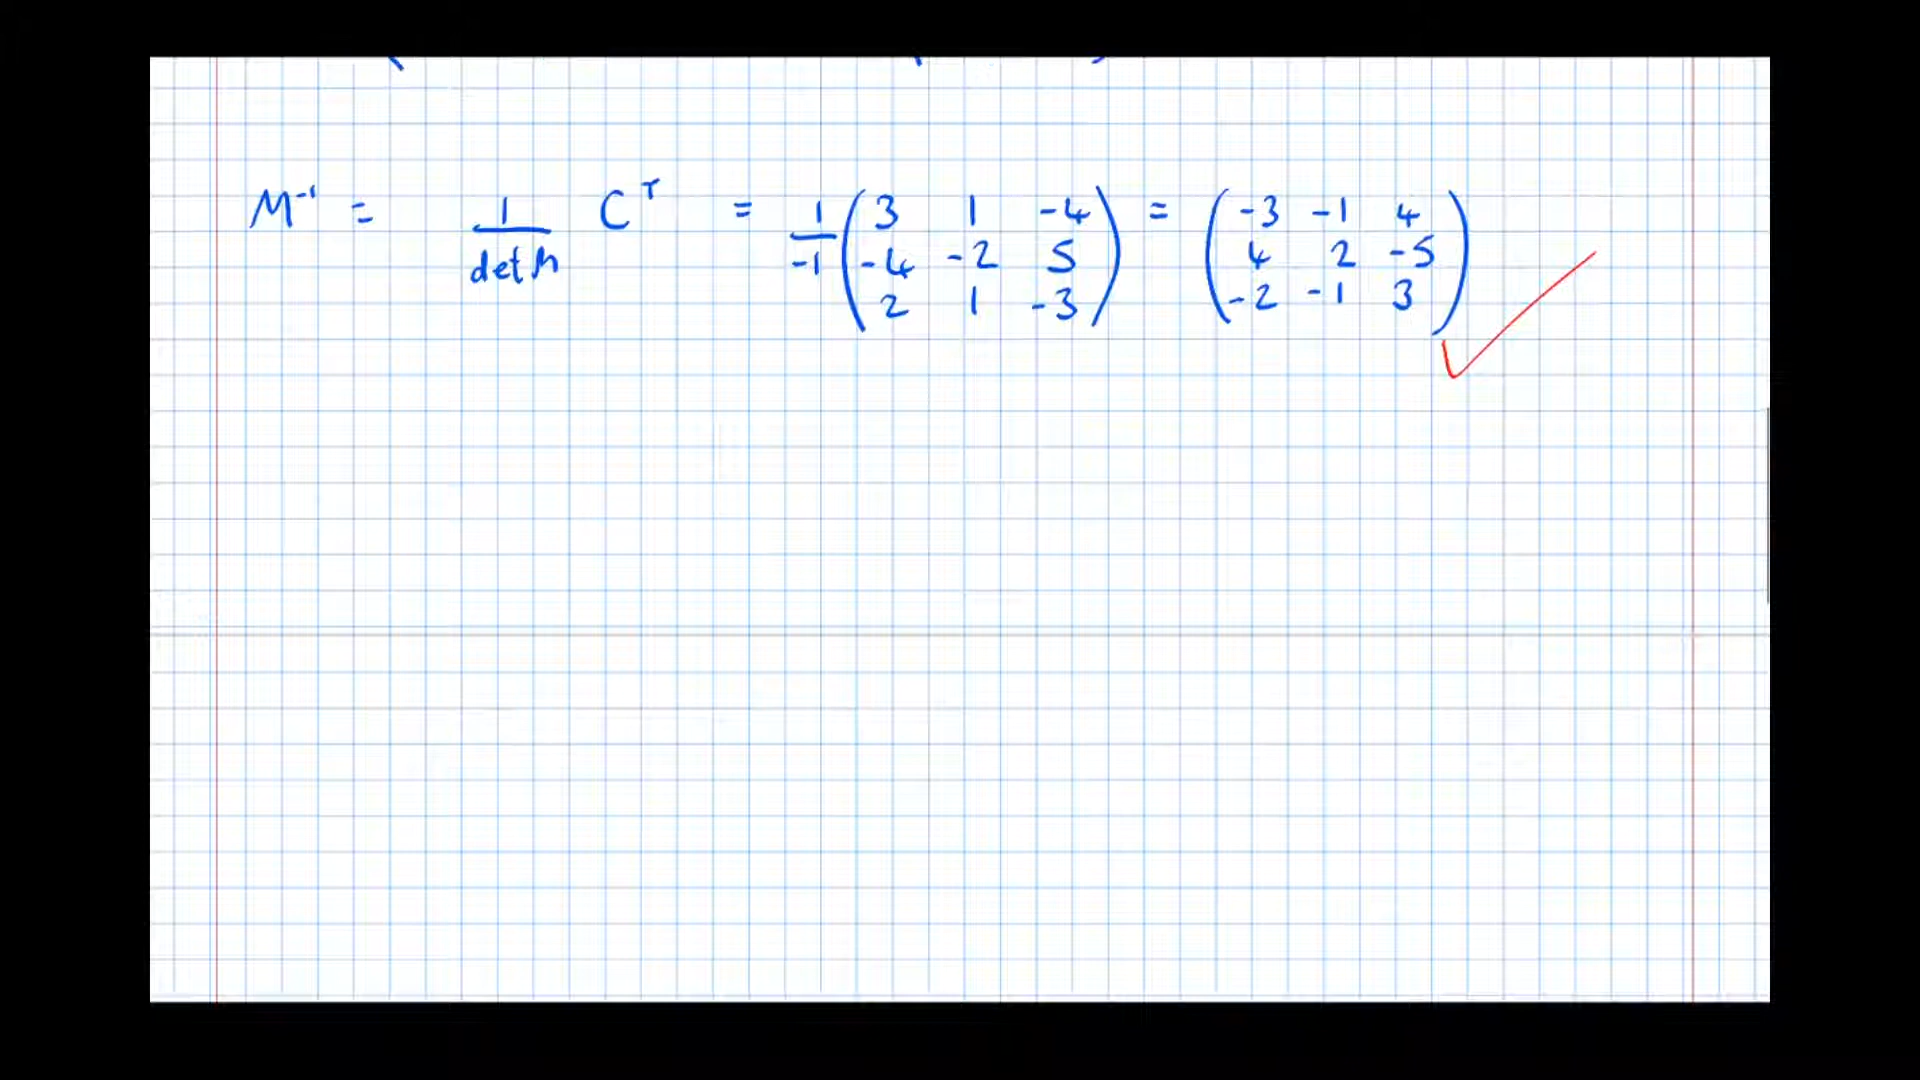 M⁻¹ = 1/det M Cᵀ = 1/-1 (3 1 -4) = (-3 -1 4)
(-4 -2 5) (4 2 -5)
(2 1 -3) (-2 -1 3)